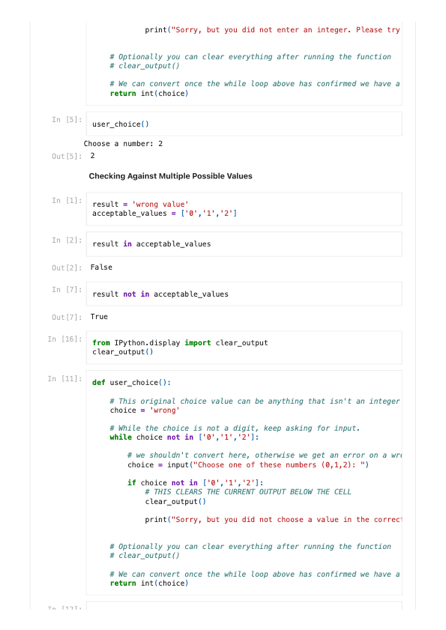 print("Sorry, but you did not enter an integer. Please try
# Optionally you can clear everything after running the function
# clear_output()
# We can convert once the while loop above has confirmed we have a
return int(choice)
In [5]: user_choice()
Choose a number: 2
Out[5]: 2
Checking Against Multiple Possible Values
In [1]: result = 'wrong value'
acceptable_values = ['0','1','2']
In [2]: result in acceptable_values
Out[2]: False
In [7]: result not in acceptable_values
Out[7]: True
In [16]: from IPython.display import clear_output
clear_output()
In [11]: def user_choice():
# This original choice value can be anything that isn't an integer
choice = 'wrong'
# While the choice is not a digit, keep asking for input.
while choice not in ['0','1','2']:
# we shouldn't convert here, otherwise we get an error on a wr
choice = input("Choose one of these numbers (0,1,2): ")
if choice not in ['0','1','2']:
# THIS CLEARS THE CURRENT OUTPUT BELOW THE CELL
clear_output()
print("Sorry, but you did not choose a value in the correct
# Optionally you can clear everything after running the function
# clear_output()
# We can convert once the while loop above has confirmed we have a
return int(choice)